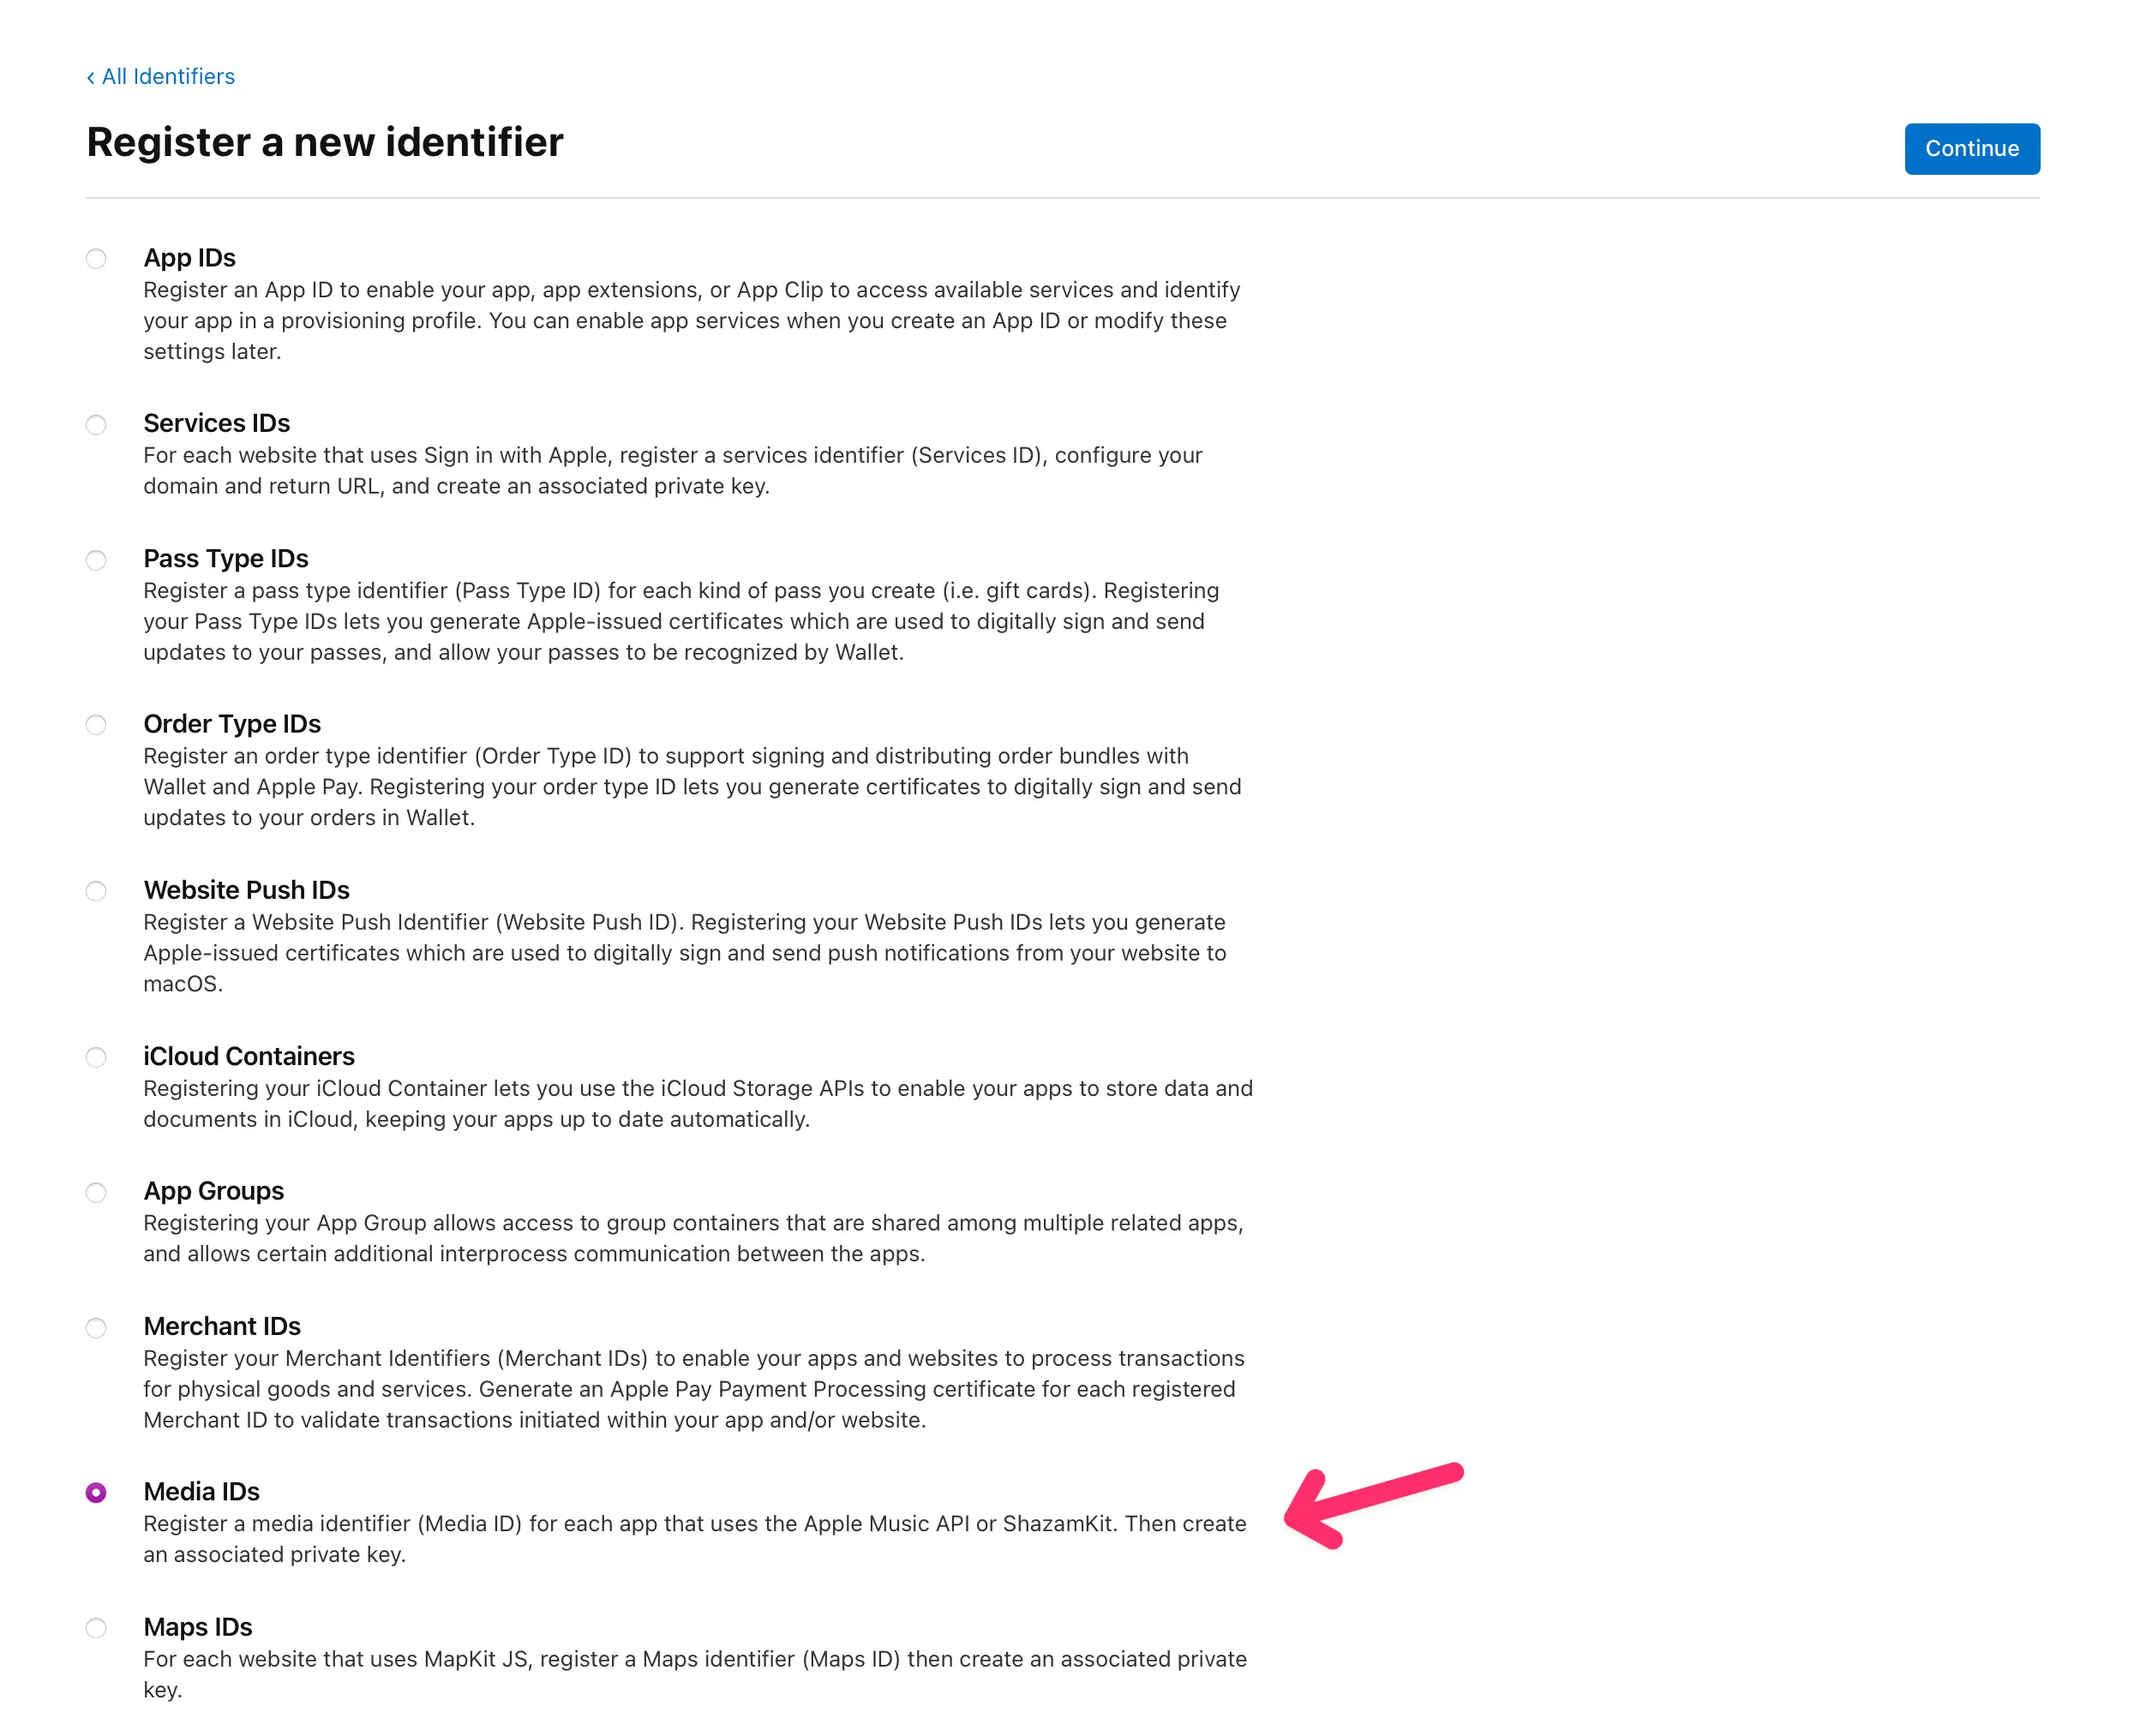 ‹ All Identifiers
Register a new identifier
Continue
App IDs
Register an App ID to enable your app, app extensions, or App Clip to access available services and identify
your app in a provisioning profile. You can enable app services when you create an App ID or modify these
settings later.
Services IDs
For each website that uses Sign in with Apple, register a services identifier (Services ID), configure your
domain and return URL, and create an associated private key.
Pass Type IDs
Register a pass type identifier (Pass Type ID) for each kind of pass you create (i.e. gift cards). Registering
your Pass Type IDs lets you generate Apple-issued certificates which are used to digitally sign and send
updates to your passes, and allow your passes to be recognized by Wallet.
Order Type IDs
Register an order type identifier (Order Type ID) to support signing and distributing order bundles with
Wallet and Apple Pay. Registering your order type ID lets you generate certificates to digitally sign and send
updates to your orders in Wallet.
Website Push IDs
Register a Website Push Identifier (Website Push ID). Registering your Website Push IDs lets you generate
Apple-issued certificates which are used to digitally sign and send push notifications from your website to
macOS.
iCloud Containers
Registering your iCloud Container lets you use the iCloud Storage APIs to enable your apps to store data and
documents in iCloud, keeping your apps up to date automatically.
App Groups
Registering your App Group allows access to group containers that are shared among multiple related apps,
and allows certain additional interprocess communication between the apps.
Merchant IDs
Register your Merchant Identifiers (Merchant IDs) to enable your apps and websites to process transactions
for physical goods and services. Generate an Apple Pay Payment Processing certificate for each registered
Merchant ID to validate transactions initiated within your app and/or website.
Media IDs
Register a media identifier (Media ID) for each app that uses the Apple Music API or ShazamKit. Then create
an associated private key.
Maps IDs
For each website that uses MapKit JS, register a Maps identifier (Maps ID) then create an associated private
key.